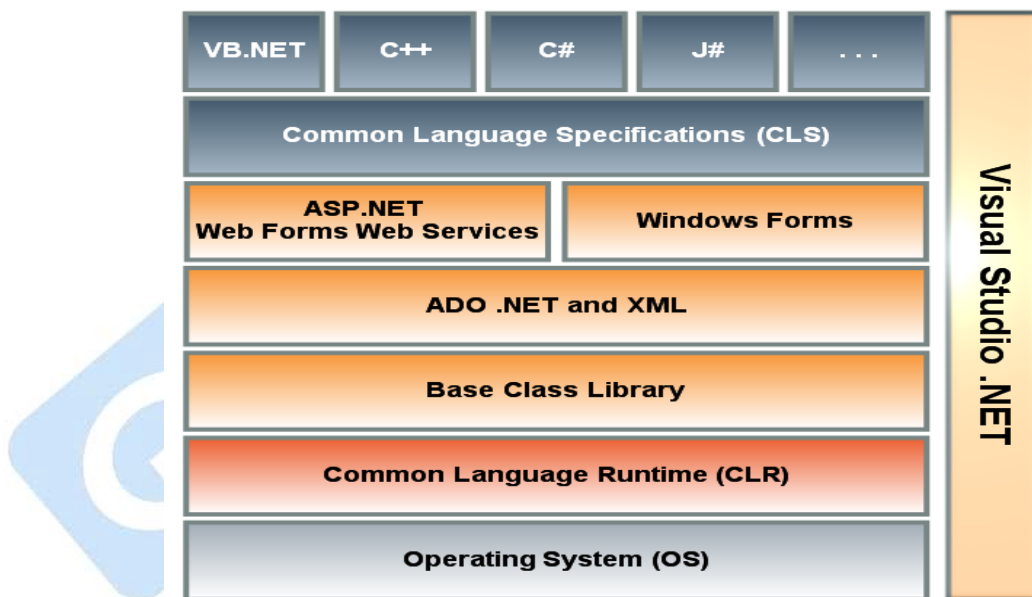 VB.NET
C++
C#
J#
. . .
Common Language Specifications (CLS)
ASP.NET
Web Forms Web Services
Windows Forms
ADO .NET and XML
Base Class Library
Common Language Runtime (CLR)
Operating System (OS)
Visual Studio .NET